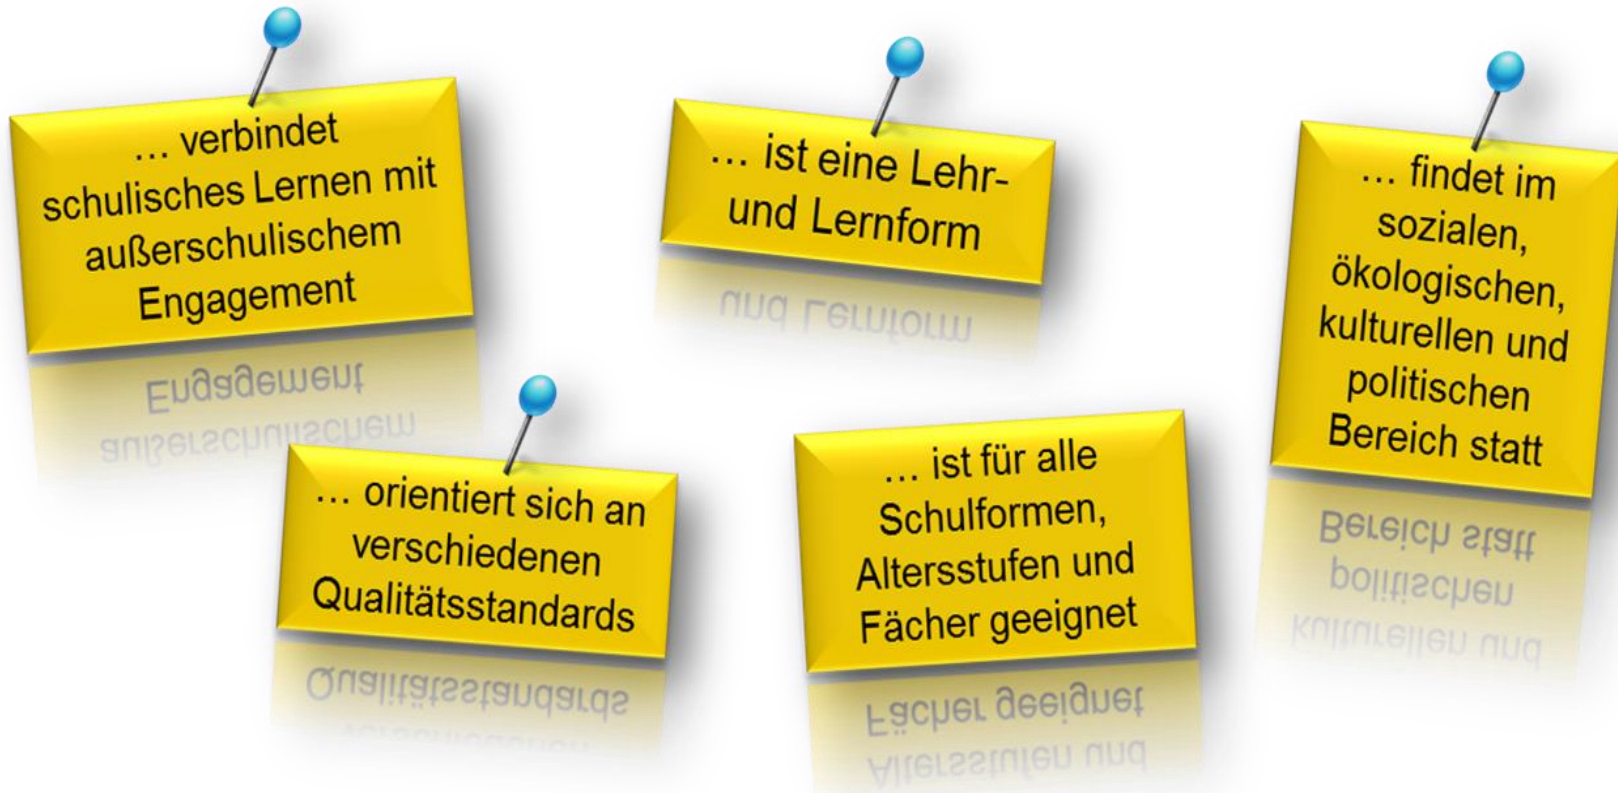 … verbindet
schulisches Lernen mit
außerschulischem
Engagement
… ist eine Lehr-
und Lernform
… findet im
sozialen,
ökologischen,
kulturellen und
politischen
Bereich statt
… orientiert sich an
verschiedenen
Qualitätsstandards
… ist für alle
Schulformen,
Altersstufen und
Fächer geeignet